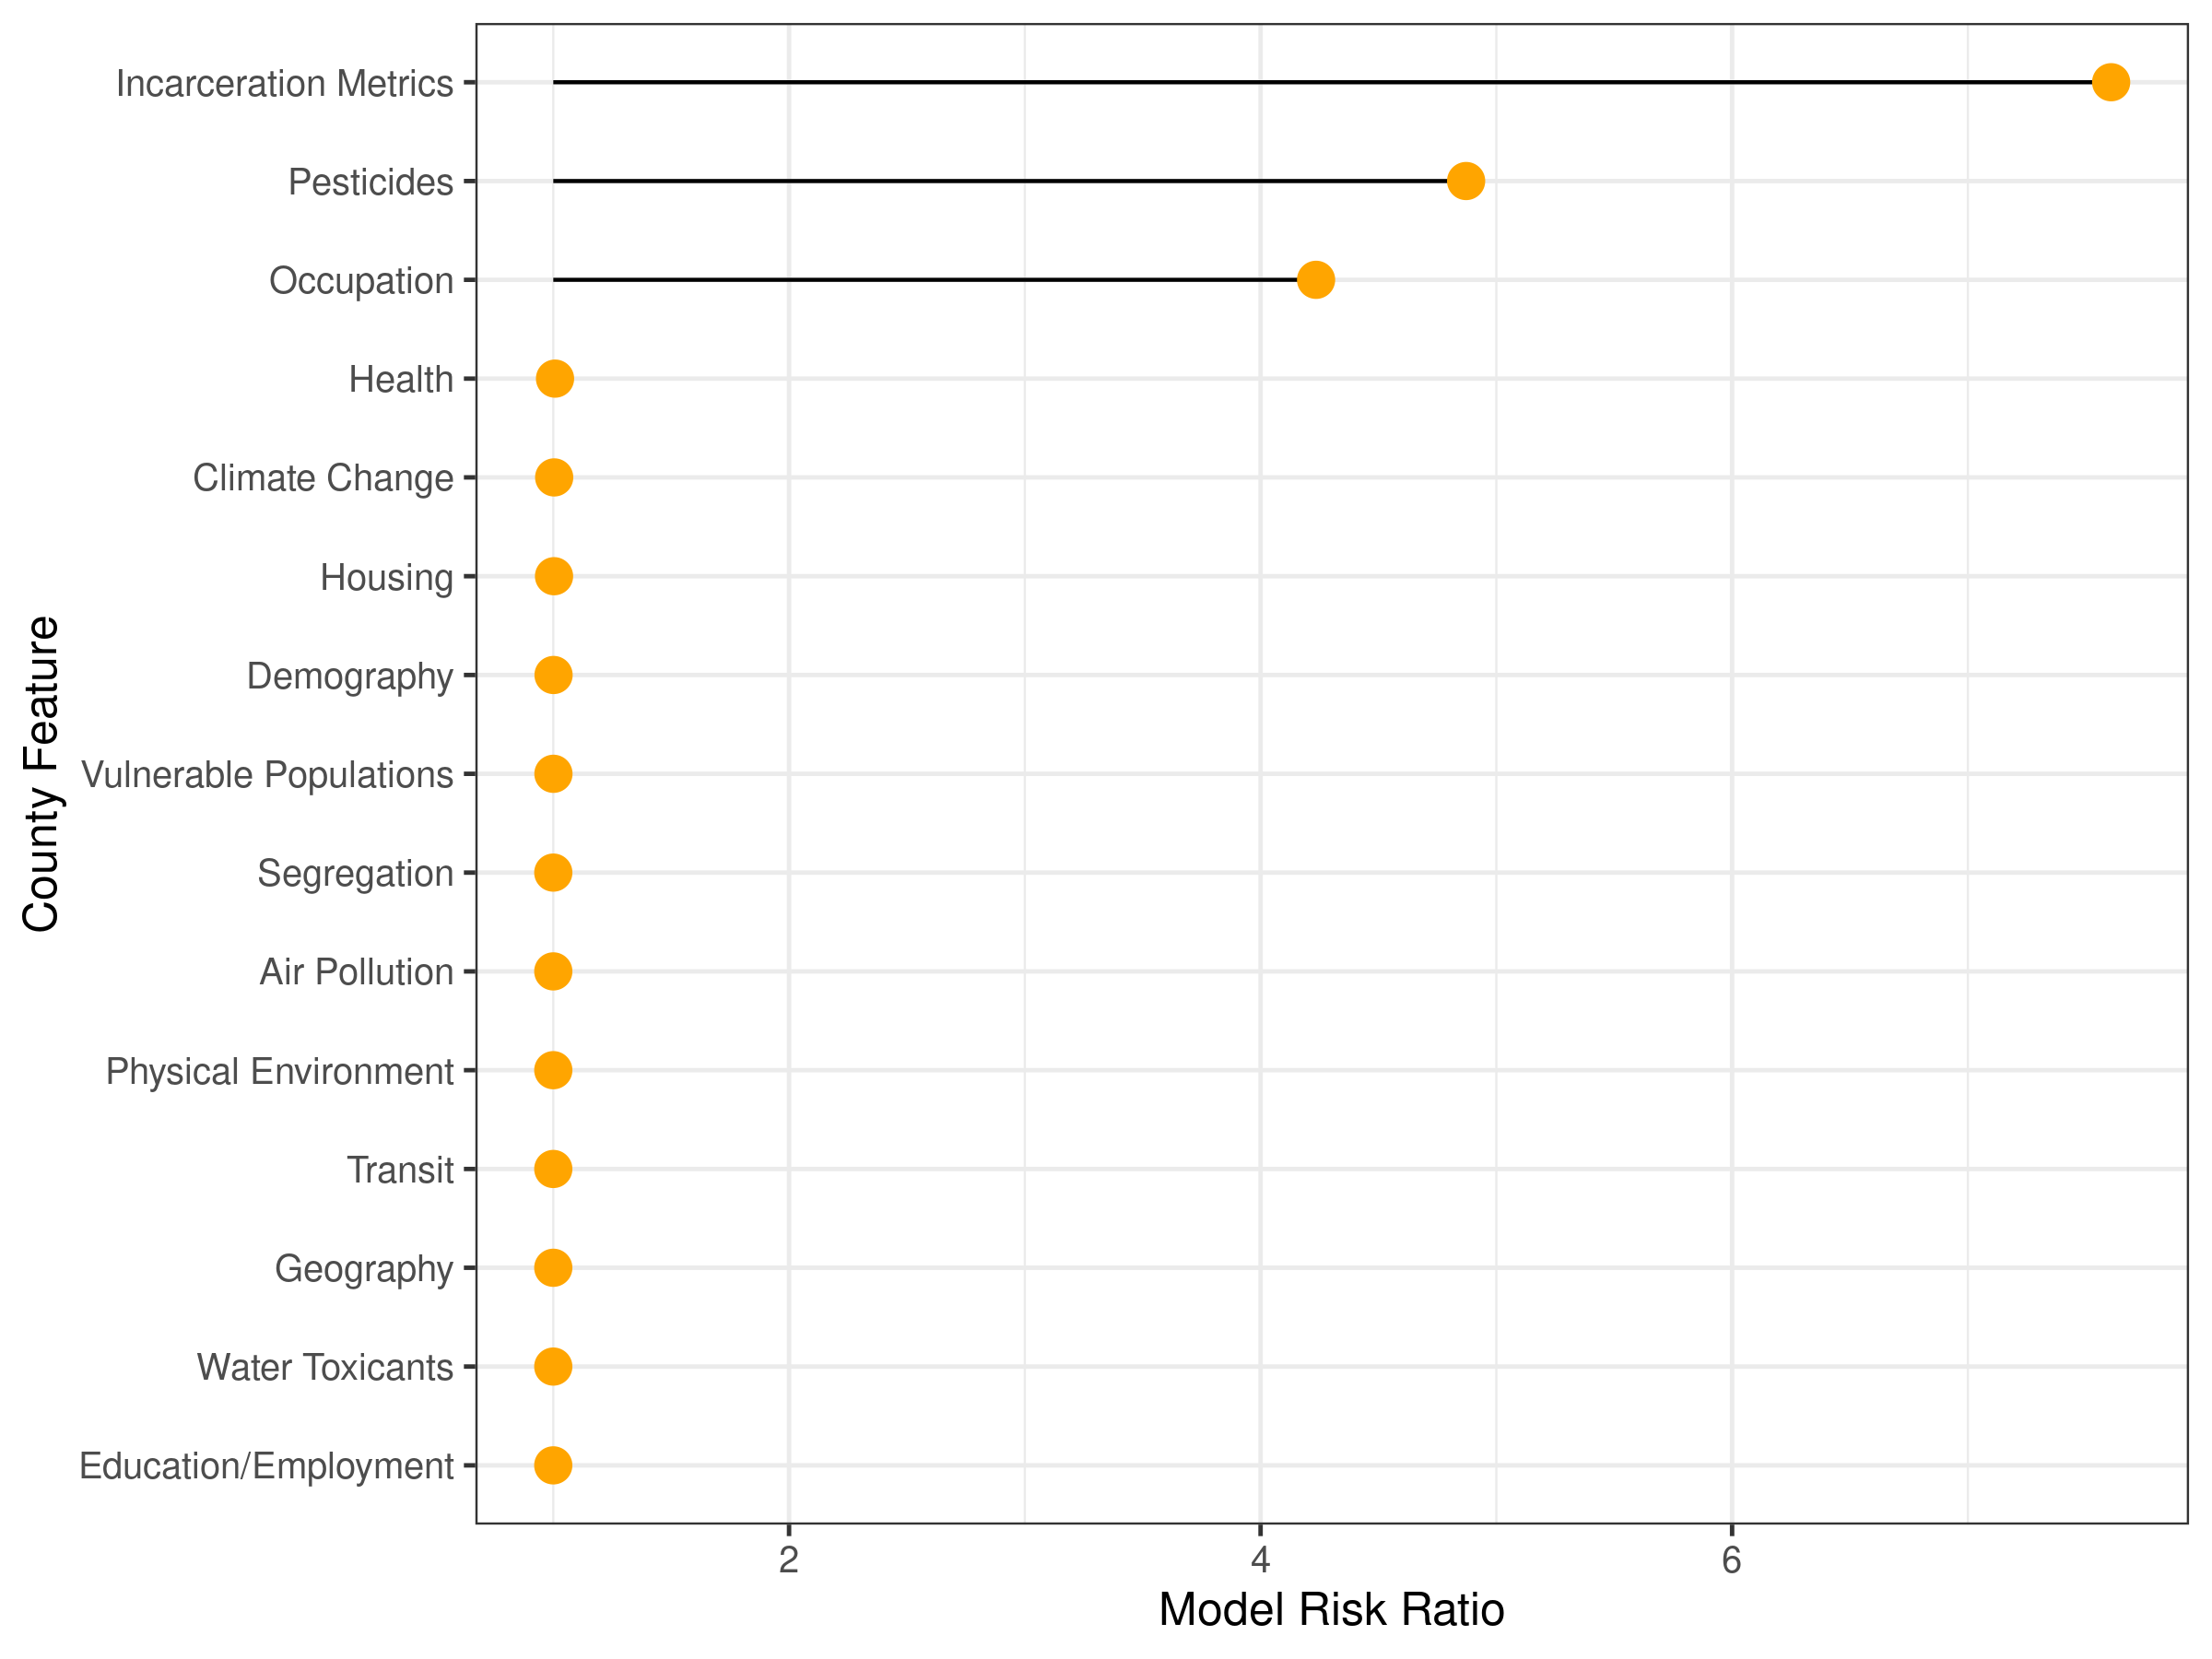 Incarceration Metrics
Pesticides
Occupation
Health
Climate Change
Housing
Demography
Vulnerable Populations
Segregation
Air Pollution
Physical Environment
Transit
Geography
Water Toxicants
Education/Employment
County Feature
2 4 6
Model Risk Ratio